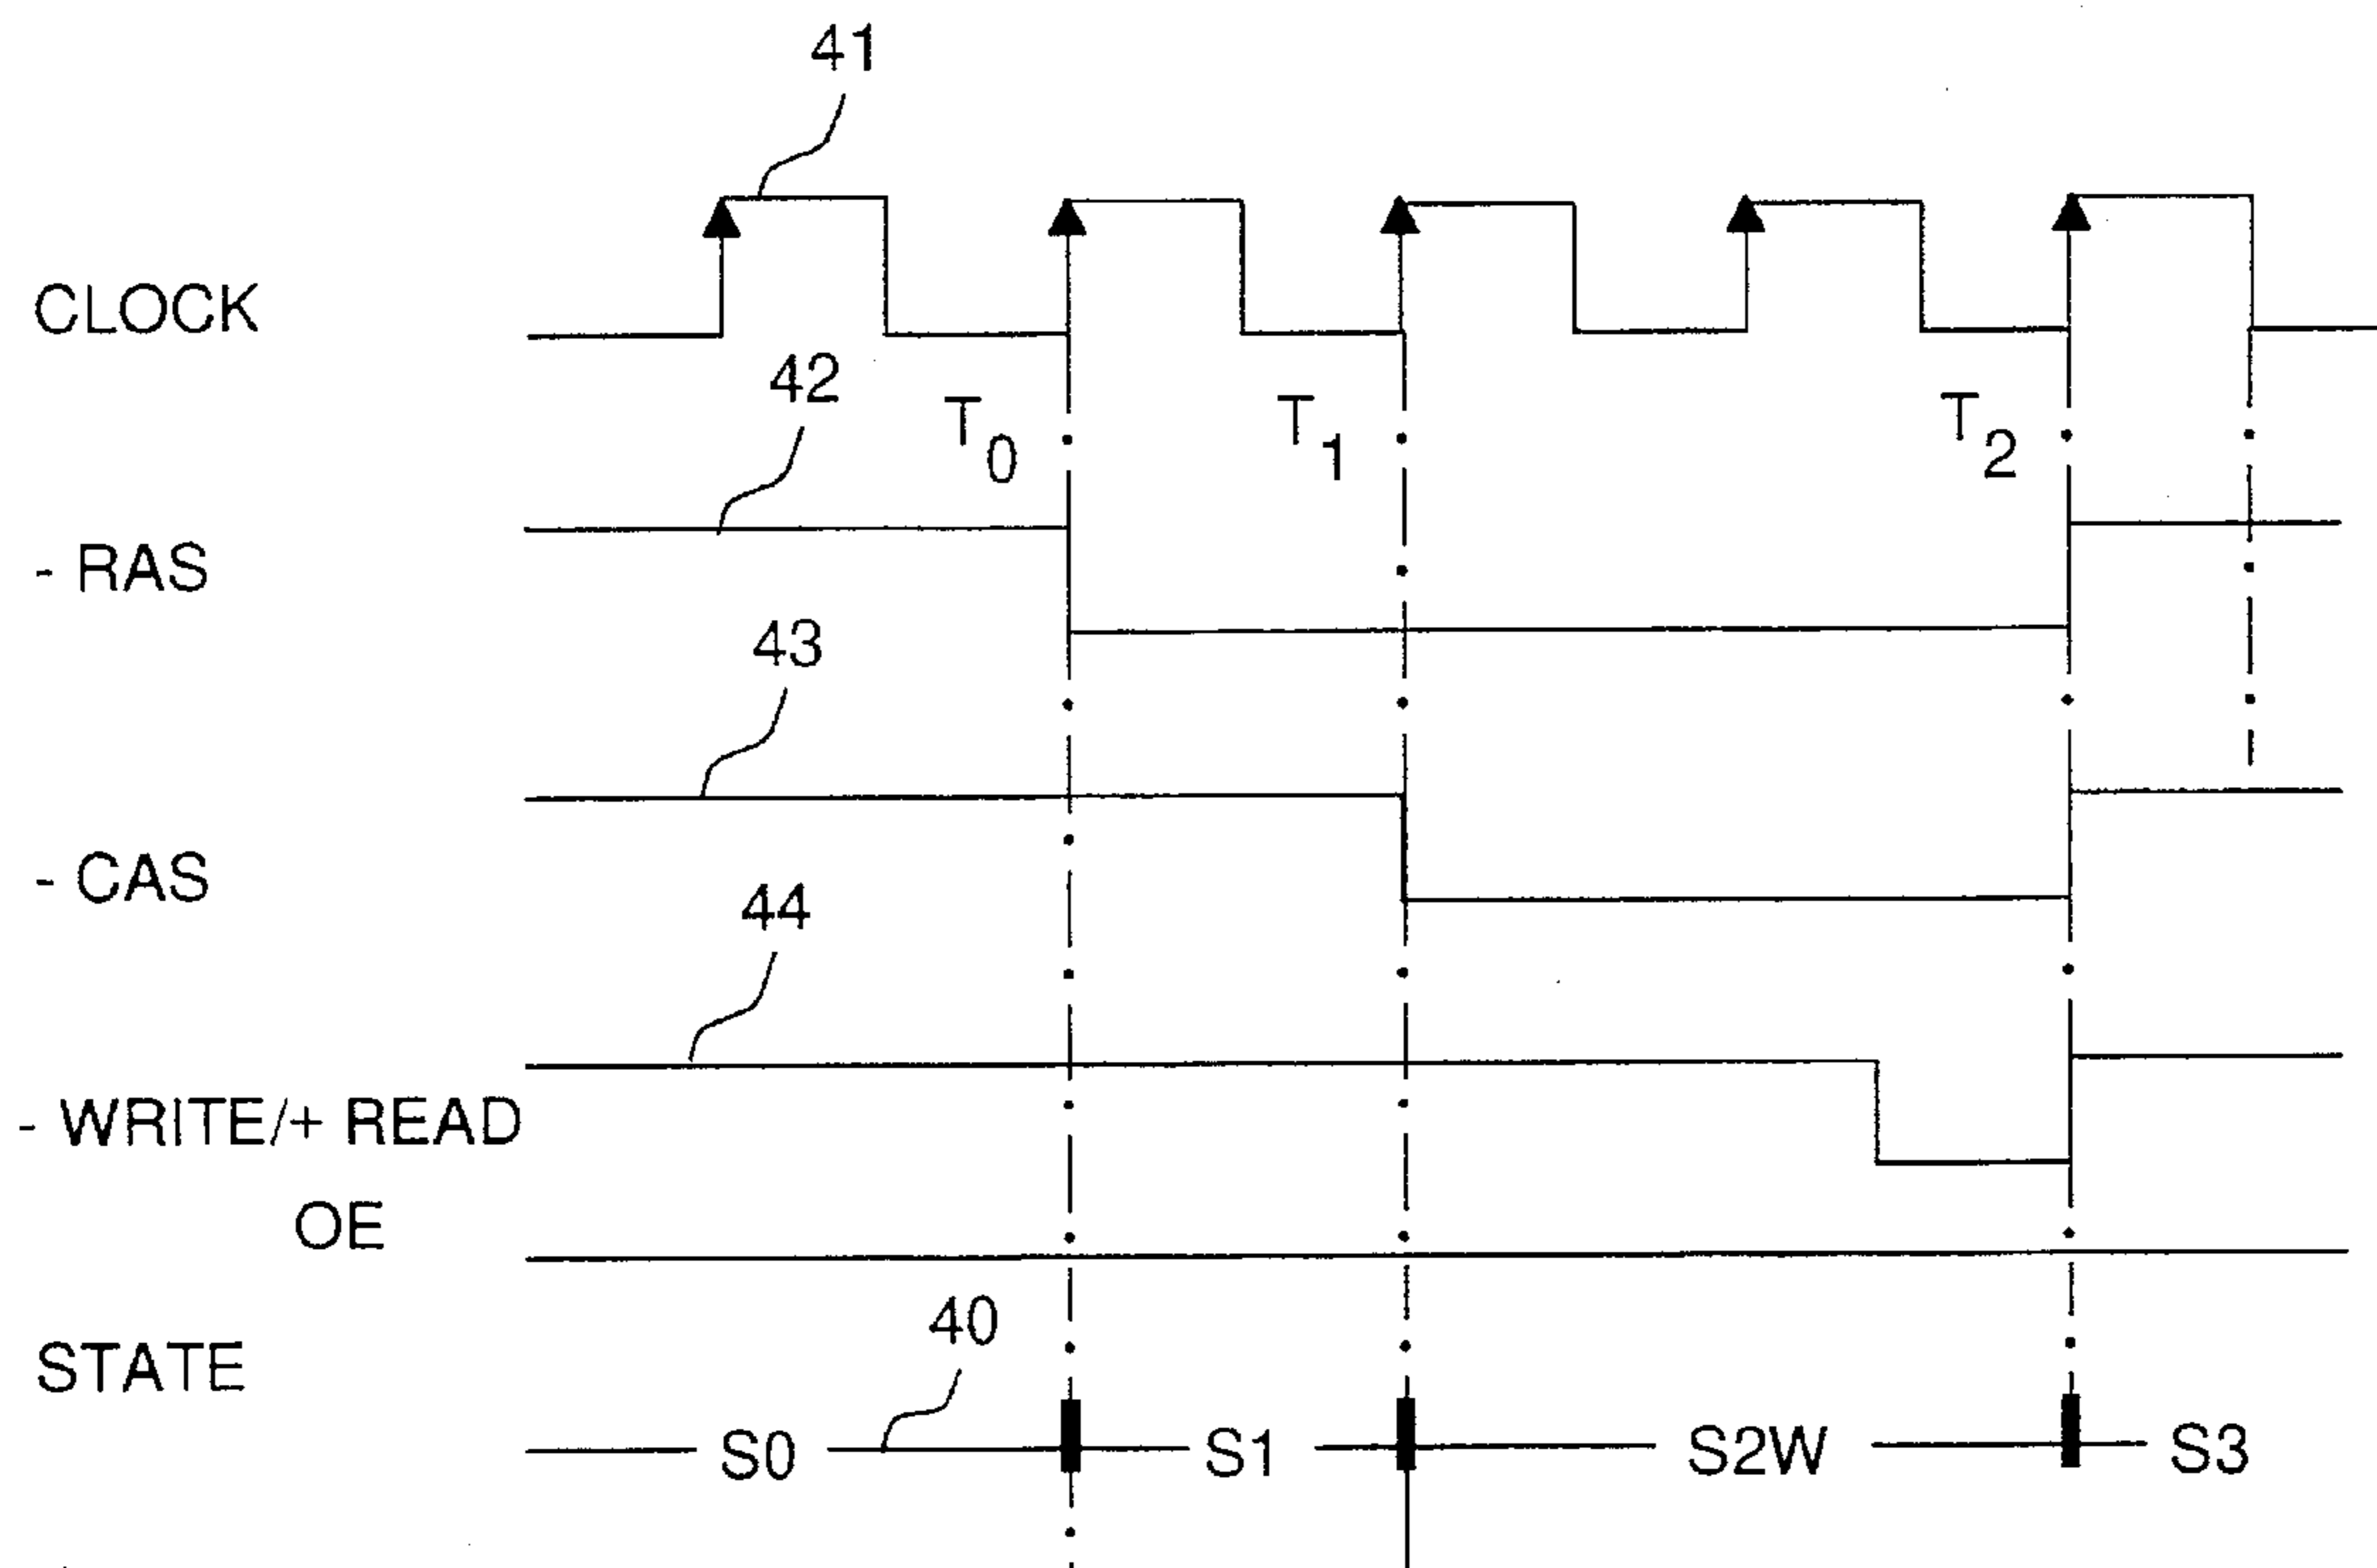 41
CLOCK
42
T0 T1 T2
- RAS
43
- CAS
44
- WRITE/+ READ
OE
40
STATE
S0 S1 S2W S3